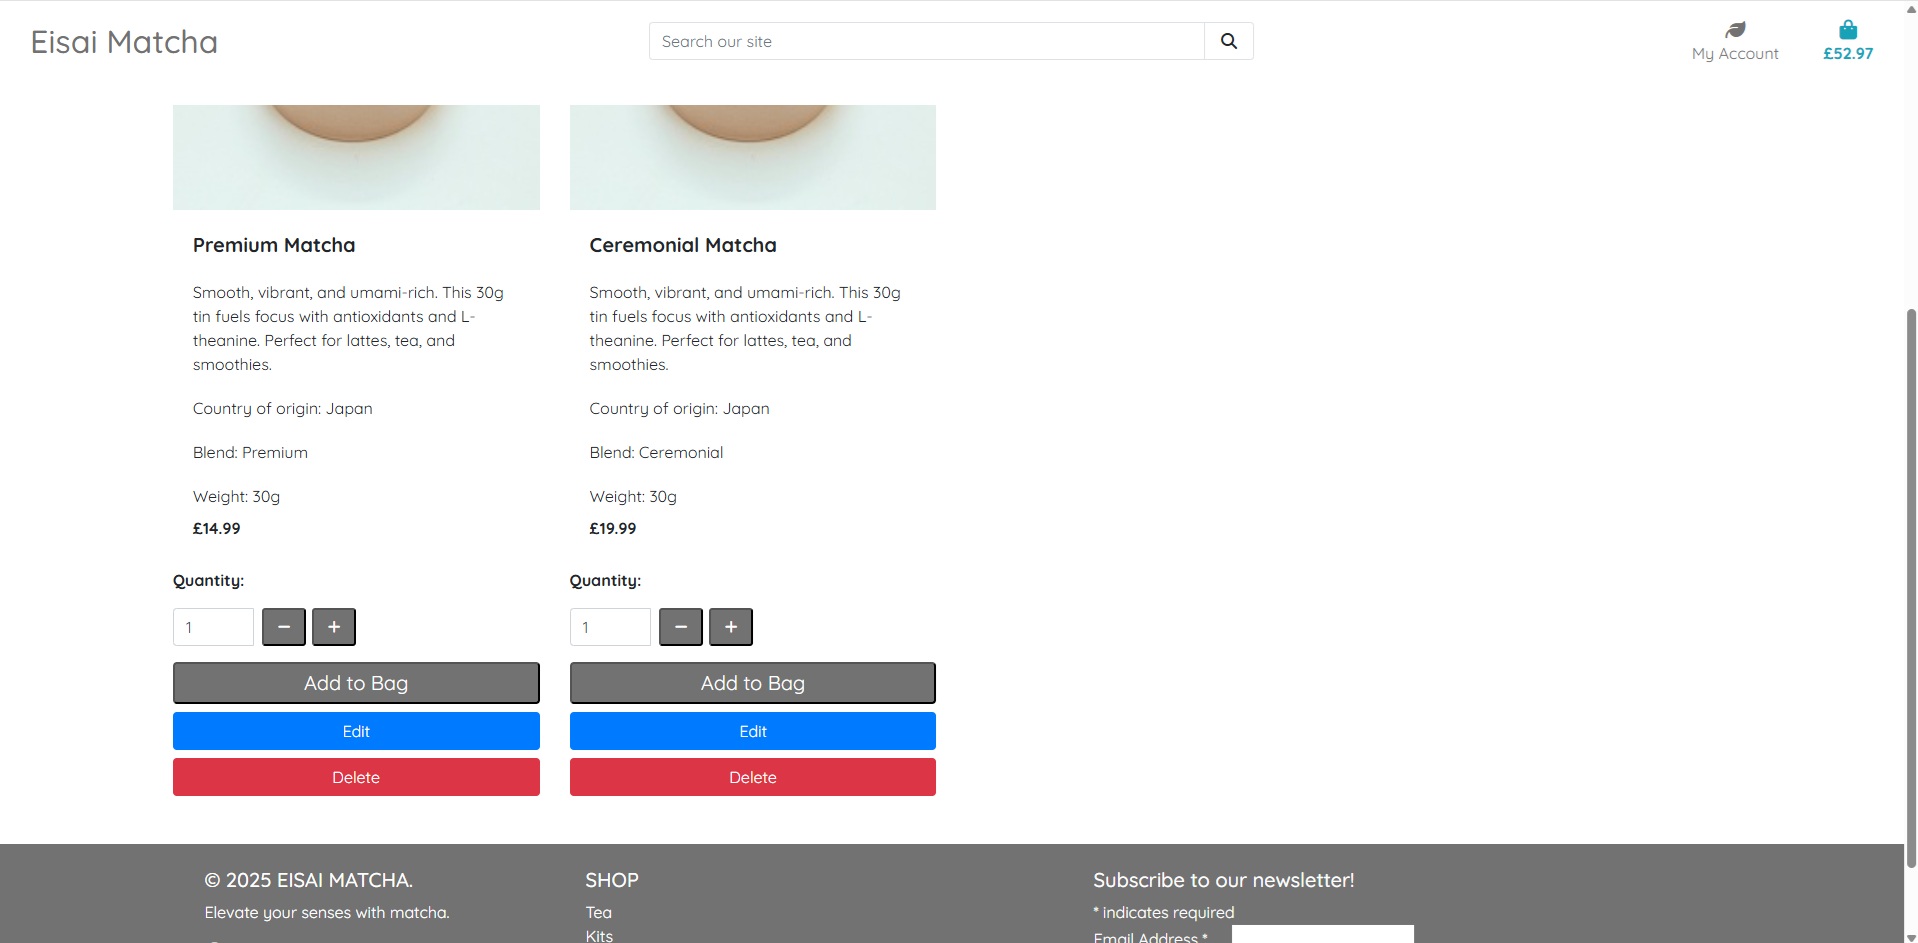 Eisai Matcha
Search our site
My Account
£52.97
Premium Matcha
Smooth, vibrant, and umami-rich. This 30g
tin fuels focus with antioxidants and L-
theanine. Perfect for lattes, tea, and
smoothies.
Country of origin: Japan
Blend: Premium
Weight: 30g
£14.99
Quantity:
1
Add to Bag
Edit
Delete
Ceremonial Matcha
Smooth, vibrant, and umami-rich. This 30g
tin fuels focus with antioxidants and L-
theanine. Perfect for lattes, tea, and
smoothies.
Country of origin: Japan
Blend: Ceremonial
Weight: 30g
£19.99
Quantity:
1
Add to Bag
Edit
Delete
© 2025 EISAI MATCHA.
Elevate your senses with matcha.
SHOP
Tea
Kits
Subscribe to our newsletter!
* indicates required
Email Address *